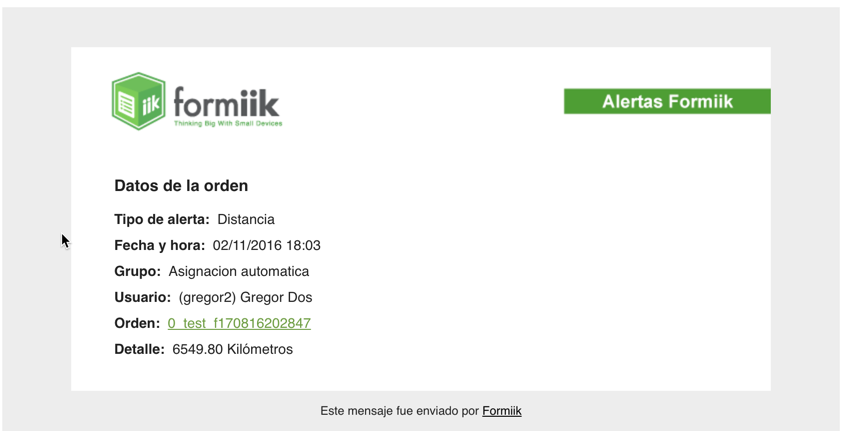 iik
formiik
Thinking Big With Small Devices
Alertas Formiik
Datos de la orden
Tipo de alerta: Distancia
Fecha y hora: 02/11/2016 18:03
Grupo: Asignacion automatica
Usuario: (gregor2) Gregor Dos
Orden: 0_test_f170816202847
Detalle: 6549.80 Kilómetros
Este mensaje fue enviado por Formiik